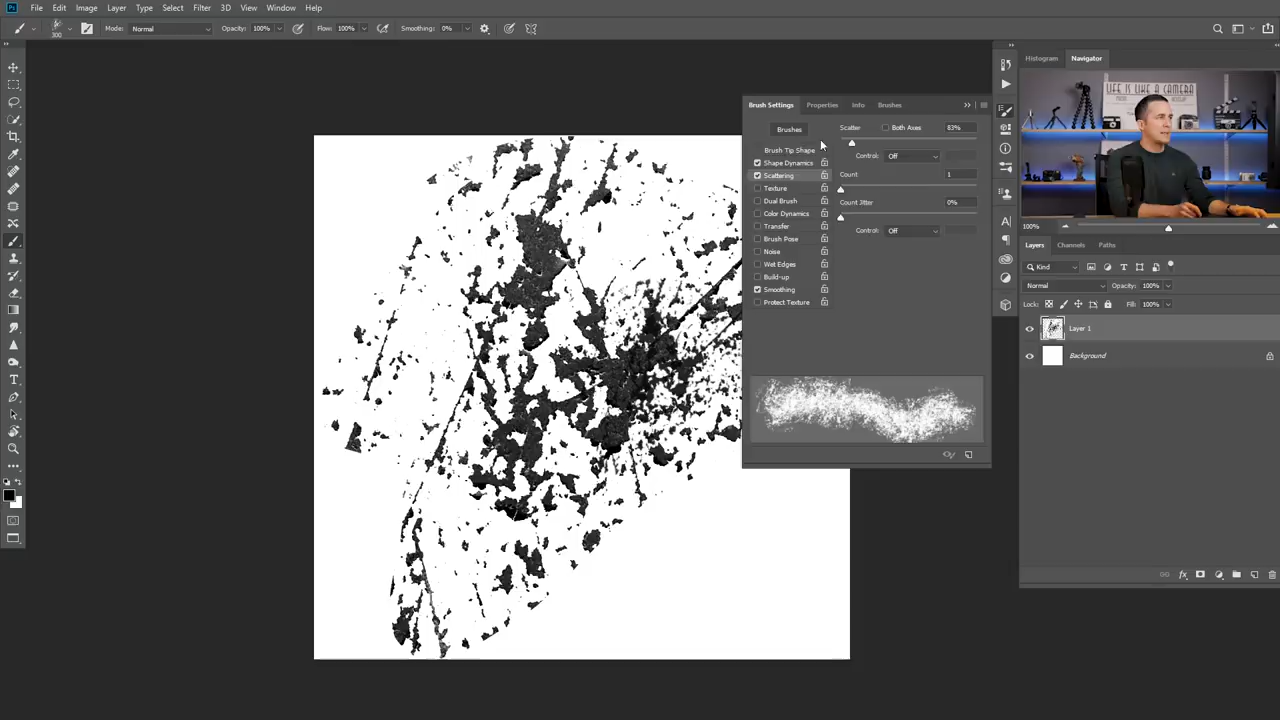 Ps File Edit Image Layer Type Select Filter 3D View Window Help
300 Mode: Normal Opacity: 100% Flow: 100% Smoothing: 0%
Histogram Navigator
LIFE IS LIKE A CAMERA
100%
Brush Settings Properties Info Brushes
Brushes
Brush Tip Shape
Shape Dynamics
Scattering
Texture
Dual Brush
Color Dynamics
Transfer
Brush Pose
Noise
Wet Edges
Build-up
Smoothing
Protect Texture
Scatter Both Axes 83%
Control: Off
Count 1
Count Jitter 0%
Control: Off
Layers Channels Paths
Kind
Normal Opacity: 100%
Lock: Fill: 100%
Layer 1
Background